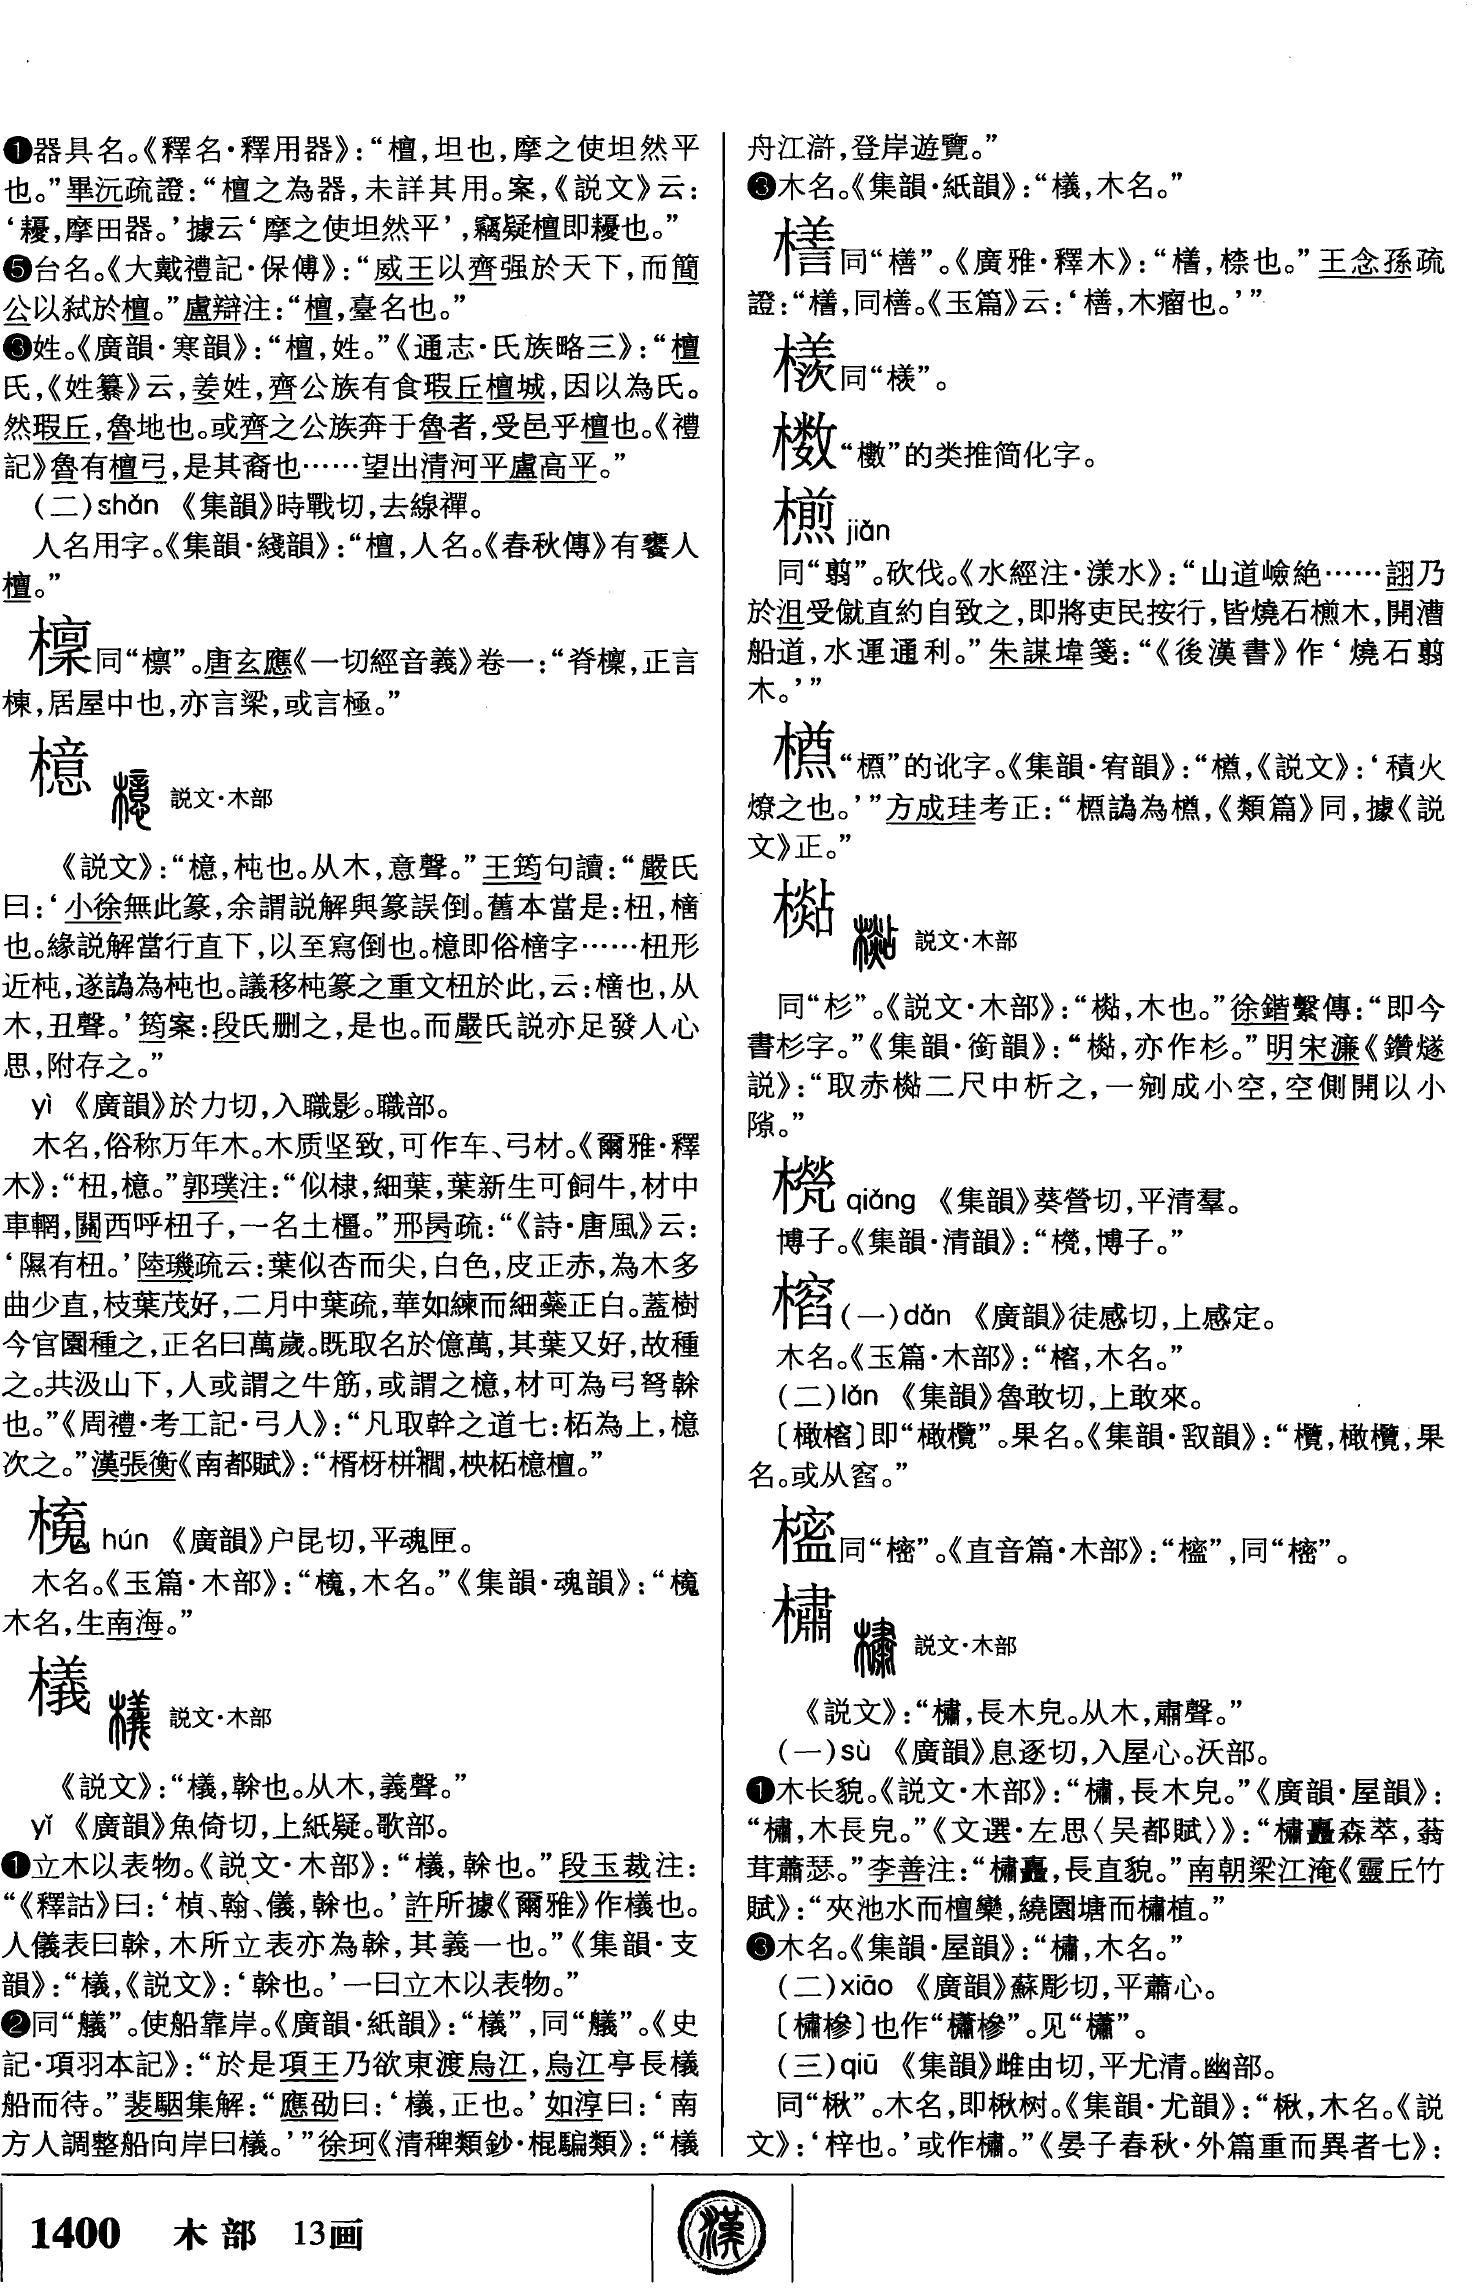 ❶器具名。《釋名·釋用器》：“檀，坦也，摩之使坦然平
也。”畢沅疏證：“檀之為器，未詳其用。案，《説文》云：
‘櫌，摩田器。’據云‘摩之使坦然平’，竊疑檀即櫌也。”
❺台名。《大戴禮記·保傅》：“威王以齊强於天下，而簡
公以弑於檀。”盧辯注：“檀，臺名也。”
❸姓。《廣韻·寒韻》：“檀，姓。”《通志·氏族略三》：“檀
氏，《姓纂》云，姜姓，齊公族有食瑕丘檀城，因以為氏。
然瑕丘，魯地也。或齊之公族奔于魯者，受邑乎檀也。《禮
記》魯有檀弓，是其裔也……望出清河平盧高平。”
（二）shǎn 《集韻》時戰切，去線禪。
人名用字。《集韻·綫韻》：“檀，人名。《春秋傳》有饔人
檀。”
檁同“檩”。唐玄應《一切經音義》卷一：“脊檁，正言
棟，居屋中也，亦言梁，或言極。”
檍 説文·木部
《説文》：“檍，杶也。从木，意聲。”王筠句讀：“嚴氏
曰：‘小徐無此篆，余謂説解與篆誤倒。舊本當是：杻，檍
也。緣説解當行直下，以至寫倒也。檍即俗㯖字……杻形
近杶，遂譌為杶也。議移杶篆之重文杻於此，云：㯖也，从
木，丑聲。’筠案：段氏删之，是也。而嚴氏説亦足發人心
思，附存之。”
yì 《廣韻》於力切，入職影。職部。
木名，俗称万年木。木质坚致，可作车、弓材。《爾雅·釋
木》：“杻，檍。”郭璞注：“似棣，細葉，葉新生可飼牛，材中
車輞，關西呼杻子，一名土橿。”邢昺疏：“《詩·唐風》云：
‘隰有杻。’陸璣疏云：葉似杏而尖，白色，皮正赤，為木多
曲少直，枝葉茂好，二月中葉疏，華如練而細蘂正白。蓋樹
今官園種之，正名曰萬歲。既取名於億萬，其葉又好，故種
之。共汲山下，人或謂之牛筋，或謂之檍，材可為弓弩榦
也。”《周禮·考工記·弓人》：“凡取幹之道七：柘為上，檍
次之。”漢張衡《南都賦》：“楈枒栟櫚，柍柘檍檀。”
hún 《廣韻》户昆切，平魂匣。
木名。《玉篇·木部》：“，木名。”《集韻·魂韻》：“
木名，生南海。”
檥 説文·木部
《説文》：“檥，榦也。从木，義聲。”
yǐ 《廣韻》魚倚切，上紙疑。歌部。
❶立木以表物。《説文·木部》：“檥，榦也。”段玉裁注：
“《釋詁》曰：‘楨、翰、儀，榦也。’許所據《爾雅》作檥也。
人儀表曰榦，木所立表亦為榦，其義一也。”《集韻·支
韻》：“檥，《説文》：‘榦也。’一曰立木以表物。”
❷同“艤”。使船靠岸。《廣韻·紙韻》：“檥”，同“艤”。《史
記·項羽本記》：“於是項王乃欲東渡烏江，烏江亭長檥
船而待。”裴駰集解：“應劭曰：‘檥，正也。’如淳曰：‘南
方人謂整船向岸曰檥。’”徐珂《清稗類鈔·棍騙類》：“檥
舟江滸，登岸遊覽。”
❸木名。《集韻·紙韻》：“檥，木名。”
同“橏”。《廣雅·釋木》：“，㮏也。”王念孫疏
證：“，同橏。《玉篇》云：‘橏，木瘤也。’”
同“檨”。
“檄”的类推简化字。
jiǎn
同“翦”。砍伐。《水經注·漾水》：“山道嶮絶……詡乃
於沮受僦直約自致之，即將吏民按行，皆燒石㯺木，開漕
船道，水運通利。”朱謀㙔箋：“《後漢書》作‘燒石翦
木。’”
“槱”的讹字。《集韻·宥韻》：“，《説文》：‘積火
燎之也。’”方成珪考正：“槱譌為，《類篇》同，據《説
文》正。”
㯳 説文·木部
同“杉”。《説文·木部》：“㯳，木也。”徐鍇繫傳：“即今
書杉字。”《集韻·銜韻》：“㯳，亦作杉。”明宋濂《鑽燧
説》：“取赤㯳二尺中析之，一剜成小空，空側開以小
隙。”
qiǎng 《集韻》葵營切，平清羣。
博子。《集韻·清韻》：“，博子。”
（一）dǎn 《廣韻》徒感切，上感定。
木名。《玉篇·木部》：“，木名。”
（二）lǎn 《集韻》魯敢切，上敢來。
〔橄〕即“橄欖”。果名。《集韻·敢韻》：“欖，橄欖，果
名。或从窞。”
同“樒”。《直音篇·木部》：“”，同“樒”。
橚 説文·木部
《説文》：“橚，長木皃。从木，肅聲。”
（一）sù 《廣韻》息逐切，入屋心。沃部。
❶木长貌。《説文·木部》：“橚，長木皃。”《廣韻·屋韻》：
“橚，木長皃。”《文選·左思〈吴都賦〉》：“橚矗森萃，蓊
茸蕭瑟。”李善注：“橚矗，長直貌。”南朝梁江淹《靈丘竹
賦》：“夾池水而檀欒，繞園塘而橚植。”
❸木名。《集韻·屋韻》：“橚，木名。”
（二）xiāo 《廣韻》蘇彫切，平蕭心。
〔橚槮〕也作“櫹槮”。见“櫹”。
（三）qiū 《集韻》雌由切，平尤清。幽部。
同“楸”。木名，即楸树。《集韻·尤韻》：“楸，木名。《説
文》：‘梓也。’或作橚。”《晏子春秋·外篇重而異者七》：
1400 木部 13画
漢